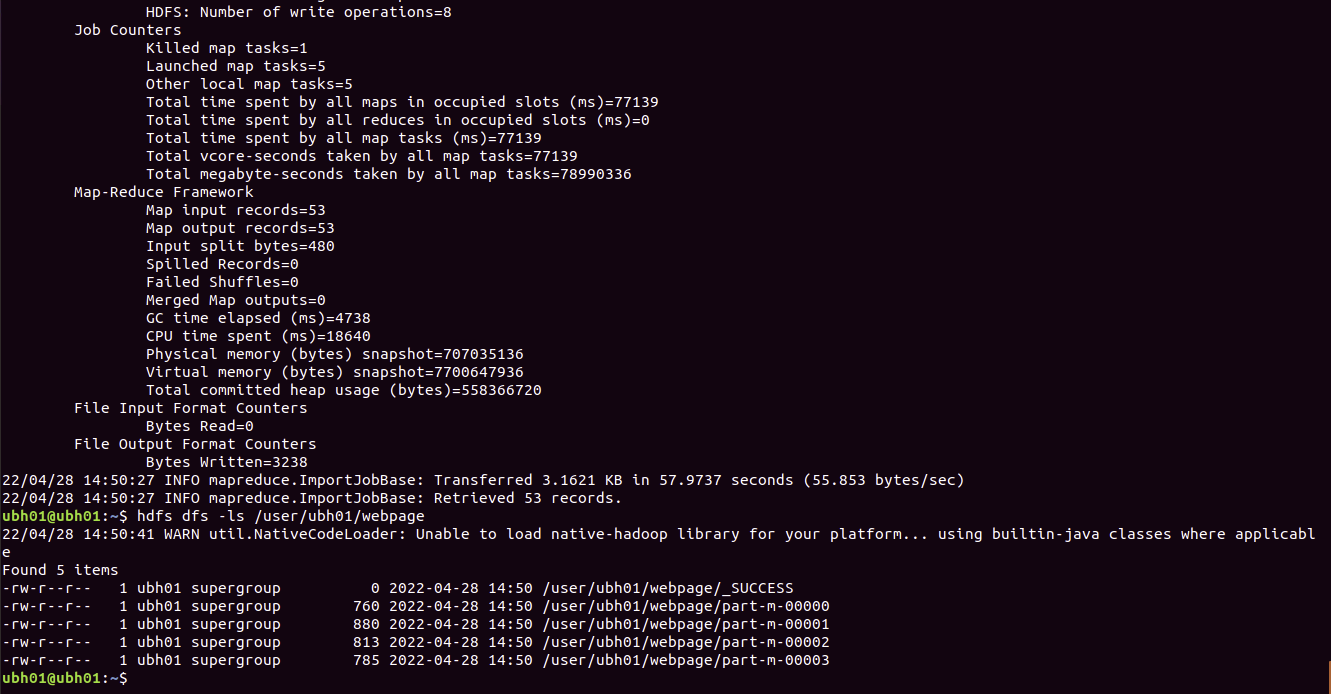 HDFS: Number of write operations=8
Job Counters
Killed map tasks=1
Launched map tasks=5
Other local map tasks=5
Total time spent by all maps in occupied slots (ms)=77139
Total time spent by all reduces in occupied slots (ms)=0
Total time spent by all map tasks (ms)=77139
Total vcore-seconds taken by all map tasks=77139
Total megabyte-seconds taken by all map tasks=78990336
Map-Reduce Framework
Map input records=53
Map output records=53
Input split bytes=480
Spilled Records=0
Failed Shuffles=0
Merged Map outputs=0
GC time elapsed (ms)=4738
CPU time spent (ms)=18640
Physical memory (bytes) snapshot=707035136
Virtual memory (bytes) snapshot=7700647936
Total committed heap usage (bytes)=558366720
File Input Format Counters
Bytes Read=0
File Output Format Counters
Bytes Written=3238
22/04/28 14:50:27 INFO mapreduce.ImportJobBase: Transferred 3.1621 KB in 57.9737 seconds (55.853 bytes/sec)
22/04/28 14:50:27 INFO mapreduce.ImportJobBase: Retrieved 53 records.
ubh01@ubh01:~$ hdfs dfs -ls /user/ubh01/webpage
22/04/28 14:50:41 WARN util.NativeCodeLoader: Unable to load native-hadoop library for your platform... using builtin-java classes where applicabl
e
Found 5 items
-rw-r--r--   1 ubh01 supergroup          0 2022-04-28 14:50 /user/ubh01/webpage/_SUCCESS
-rw-r--r--   1 ubh01 supergroup        760 2022-04-28 14:50 /user/ubh01/webpage/part-m-00000
-rw-r--r--   1 ubh01 supergroup        880 2022-04-28 14:50 /user/ubh01/webpage/part-m-00001
-rw-r--r--   1 ubh01 supergroup        813 2022-04-28 14:50 /user/ubh01/webpage/part-m-00002
-rw-r--r--   1 ubh01 supergroup        785 2022-04-28 14:50 /user/ubh01/webpage/part-m-00003
ubh01@ubh01:~$